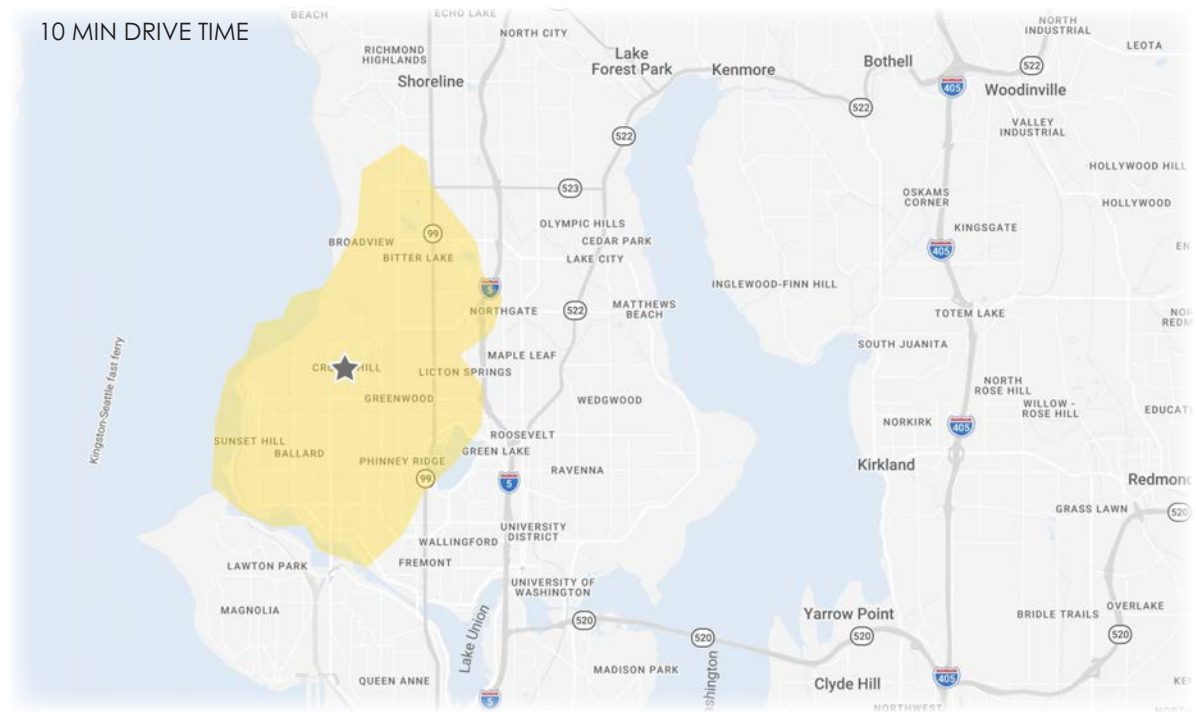 10 MIN DRIVE TIME
BEACH
ECHO LAKE
NORTH CITY
NORTH
INDUSTRIAL
LEOTA
RICHMOND
HIGHLANDS
Shoreline
Lake
Forest Park
Kenmore
Bothell
522
405
Woodinville
522
522
VALLEY
INDUSTRIAL
522
HOLLYWOOD HILL
523
OSKAMS
CORNER
HOLLYWOOD
OLYMPIC HILLS
KINGSGATE
99
BROADVIEW
CEDAR PARK
405
BITTER LAKE
LAKE CITY
5
INGLEWOOD-FINN HILL
NORTHGATE
522
MATTHEWS
BEACH
TOTEM LAKE
SOUTH JUANITA
MAPLE LEAF
LICTON SPRINGS
NORTH
ROSE HILL
GREENWOOD
WEDGWOOD
WILLOW -
ROSE HILL
Kingston-Seattle fast ferry
NORKIRK
405
SUNSET HILL
BALLARD
ROOSEVELT
GREEN LAKE
PHINNEY RIDGE
RAVENNA
Kirkland
99
5
GRASS LAWN
520
UNIVERSITY
DISTRICT
WALLINGFORD
FREMONT
LAWTON PARK
UNIVERSITY OF
WASHINGTON
MAGNOLIA
Yarrow Point
BRIDLE TRAILS
OVERLAKE
520
520
520
520
Lake Union
MADISON PARK
QUEEN ANNE
Clyde Hill
405
5
NORTHWEST